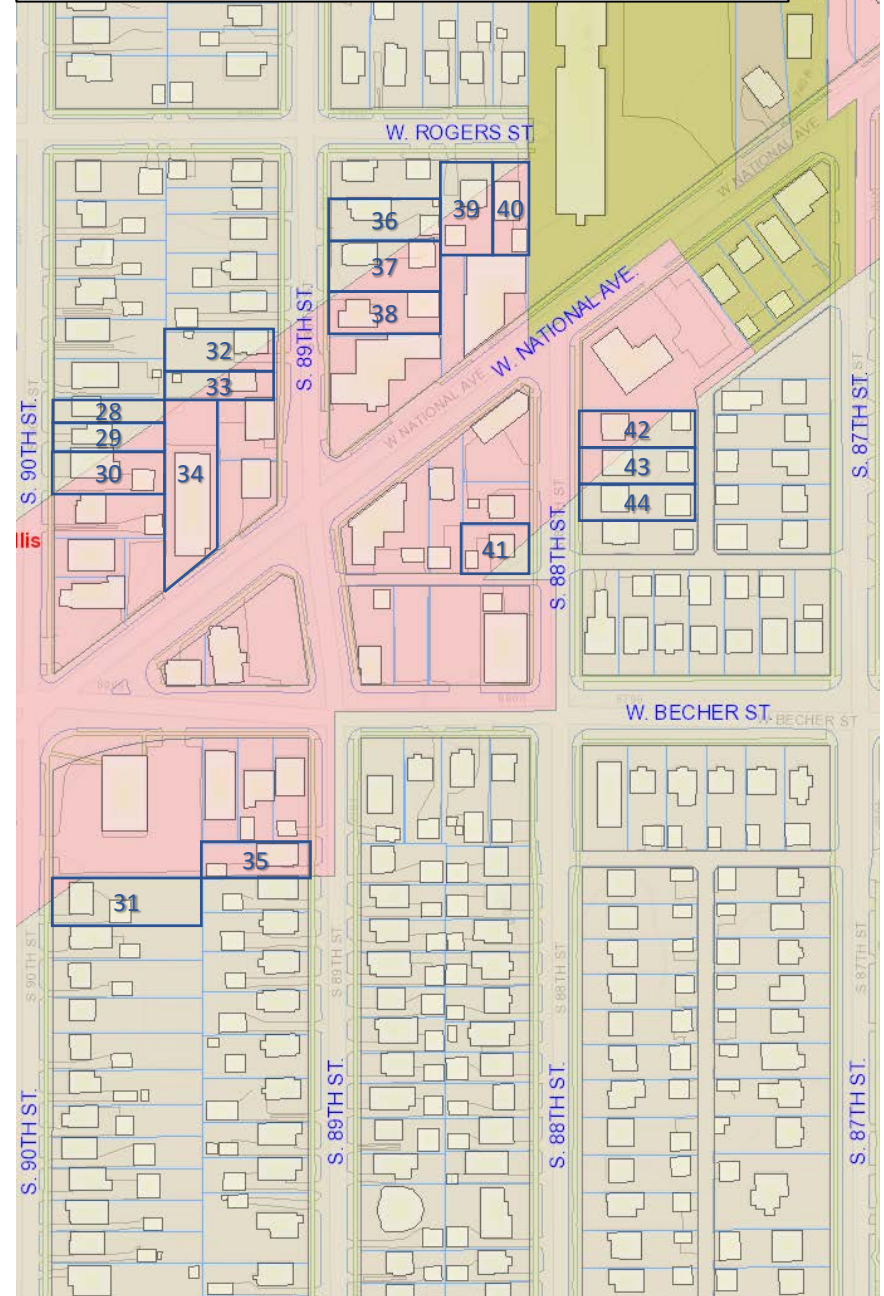 W. ROGERS ST.
W NATIONAL AVE
39
40
36
37
38
S. 89TH ST.
W. NATIONAL AVE.
W NATIONAL AVE
32
33
S. 90TH ST.
28
29
30
34
42
43
44
S. 87TH ST.
llis
41
S. 88TH ST.
W. BECHER ST.
W BECHER ST
35
31
S 90TH ST
S 89TH ST
S 88TH ST
S 87TH ST
S. 90TH ST.
S. 89TH ST.
S. 88TH ST.
S. 87TH ST.